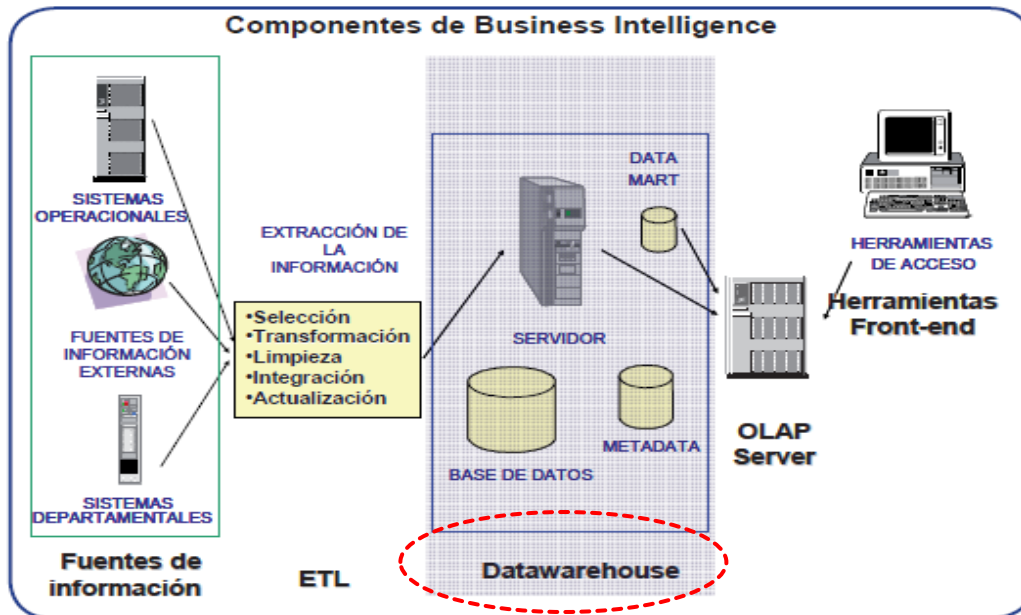 Componentes de Business Intelligence
SISTEMAS
OPERACIONALES
FUENTES DE
INFORMACIÓN
EXTERNAS
SISTEMAS
DEPARTAMENTALES
Fuentes de
información
EXTRACCIÓN DE
LA
INFORMACIÓN
•Selección
•Transformación
•Limpieza
•Integración
•Actualización
ETL
DATA
MART
SERVIDOR
BASE DE DATOS
METADATA
Datawarehouse
OLAP
Server
HERRAMIENTAS
DE ACCESO
Herramientas
Front-end